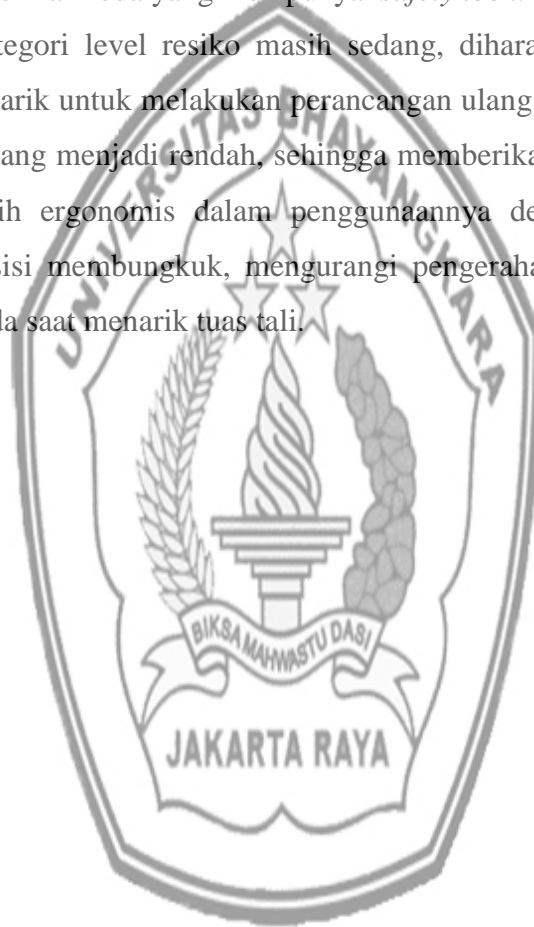 yang
tegori level resiko masih sedang, dihara
arik untuk melakukan perancangan ulang
ang menjadi rendah, sehingga memberika
ih ergonomis dalam penggunaannya de
isi membungkuk, mengurangi pengeraha
da saat menarik tuas tali.
UNIVERSITAS BHAYANGKARA
BIKSA MAHWASTU DASI
JAKARTA RAYA